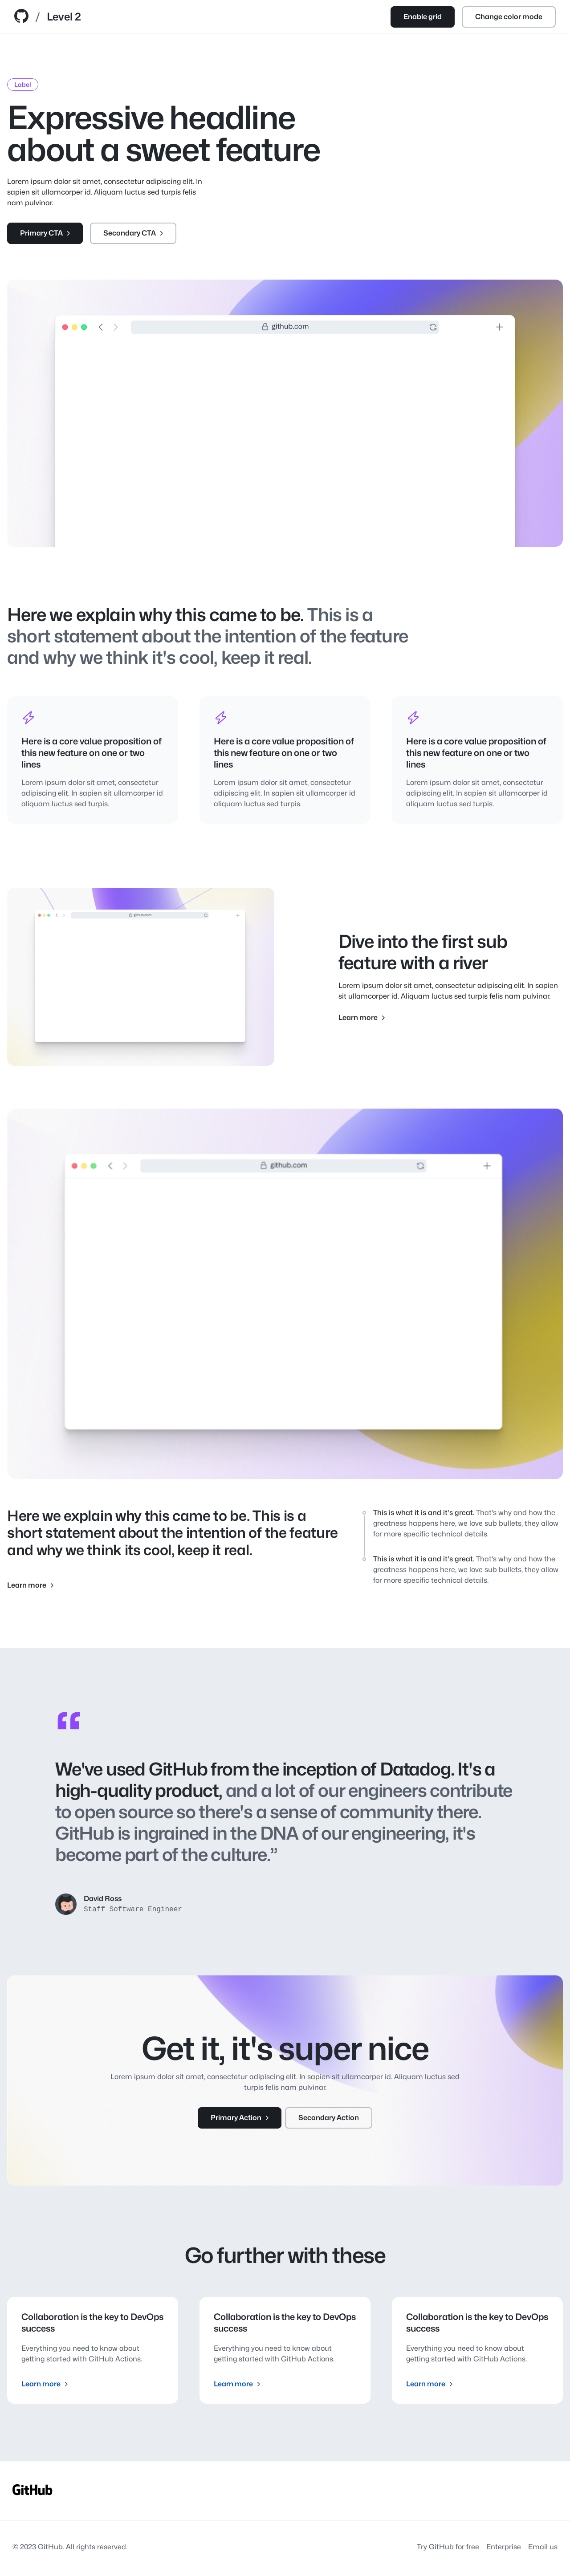 / Level 2
Enable grid
Change color mode
Label
Expressive headline
about a sweet feature
Lorem ipsum dolor sit amet, consectetur adipiscing elit. In
sapien sit ullamcorper id. Aliquam luctus sed turpis felis
nam pulvinar.
Primary CTA
Secondary CTA
github.com
Here we explain why this came to be. This is a
short statement about the intention of the feature
and why we think it's cool, keep it real.
Here is a core value proposition of
this new feature on one or two
lines
Lorem ipsum dolor sit amet, consectetur
adipiscing elit. In sapien sit ullamcorper id
aliquam luctus sed turpis.
Here is a core value proposition of
this new feature on one or two
lines
Lorem ipsum dolor sit amet, consectetur
adipiscing elit. In sapien sit ullamcorper id
aliquam luctus sed turpis.
Here is a core value proposition of
this new feature on one or two
lines
Lorem ipsum dolor sit amet, consectetur
adipiscing elit. In sapien sit ullamcorper id
aliquam luctus sed turpis.
github.com
Dive into the first sub
feature with a river
Lorem ipsum dolor sit amet, consectetur adipiscing elit. In sapien
sit ullamcorper id. Aliquam luctus sed turpis felis nam pulvinar.
Learn more
github.com
Here we explain why this came to be. This is a
short statement about the intention of the feature
and why we think its cool, keep it real.
Learn more
This is what it is and it's great. That's why and how the
greatness happens here, we love sub bullets, they allow
for more specific technical details.
This is what it is and it's great. That's why and how the
greatness happens here, we love sub bullets, they allow
for more specific technical details.
“
We've used GitHub from the inception of Datadog. It's a
high-quality product, and a lot of our engineers contribute
to open source so there's a sense of community there.
GitHub is ingrained in the DNA of our engineering, it's
become part of the culture.”
David Ross
Staff Software Engineer
Get it, it's super nice
Lorem ipsum dolor sit amet, consectetur adipiscing elit. In sapien sit ullamcorper id. Aliquam luctus sed
turpis felis nam pulvinar.
Primary Action
Secondary Action
Go further with these
Collaboration is the key to DevOps
success
Everything you need to know about
getting started with GitHub Actions.
Learn more
Collaboration is the key to DevOps
success
Everything you need to know about
getting started with GitHub Actions.
Learn more
Collaboration is the key to DevOps
success
Everything you need to know about
getting started with GitHub Actions.
Learn more
GitHub
© 2023 GitHub. All rights reserved.
Try GitHub for free
Enterprise
Email us